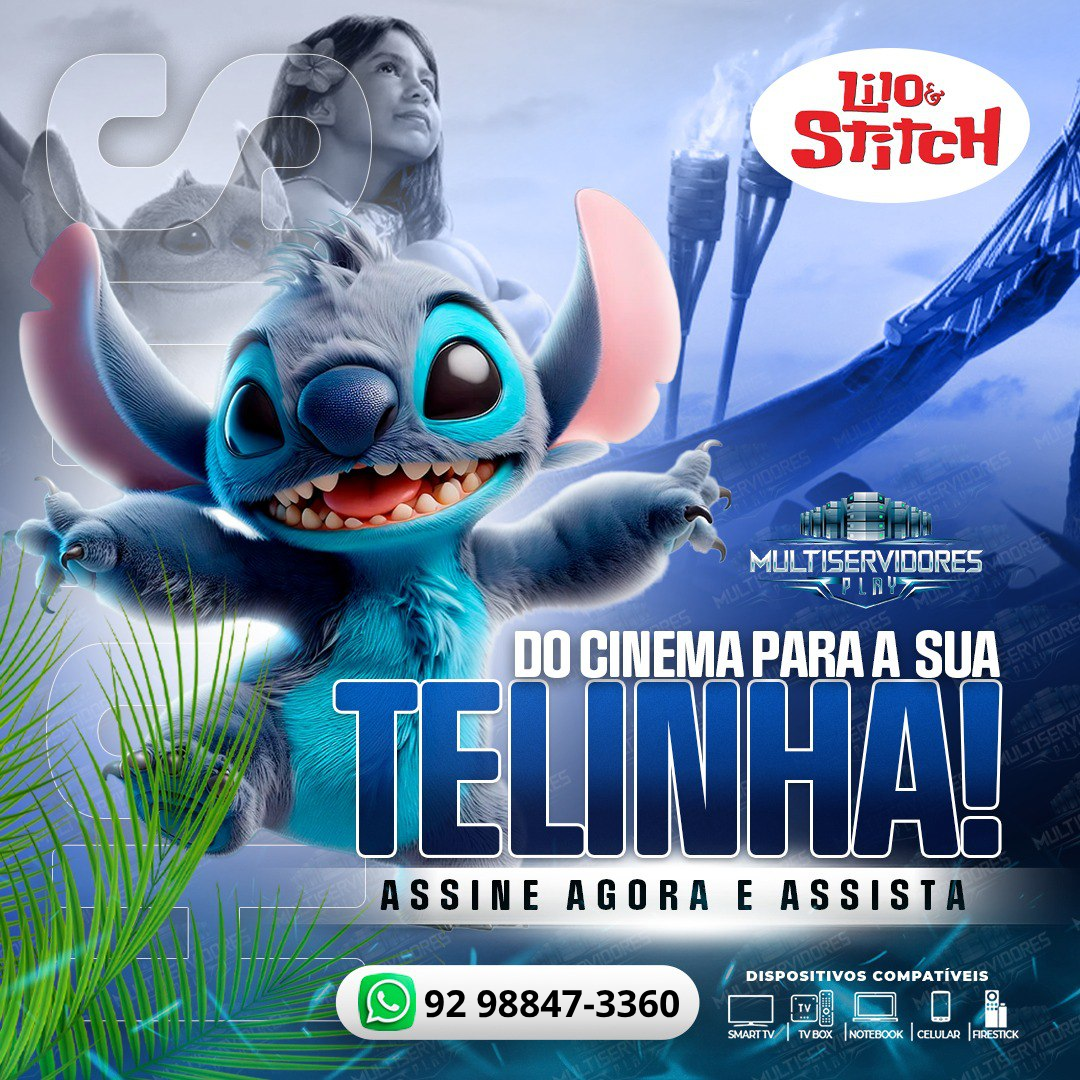 Lilo &
Stitch
MULTISERVIDORES
PLAY
DO CINEMA PARA A SUA
TELINHA!
ASSINE AGORA E ASSISTA
92 98847-3360
DISPOSITIVOS COMPATÍVEIS
TV
SMART TV | TV BOX | NOTEBOOK | CELULAR | FIRESTICK